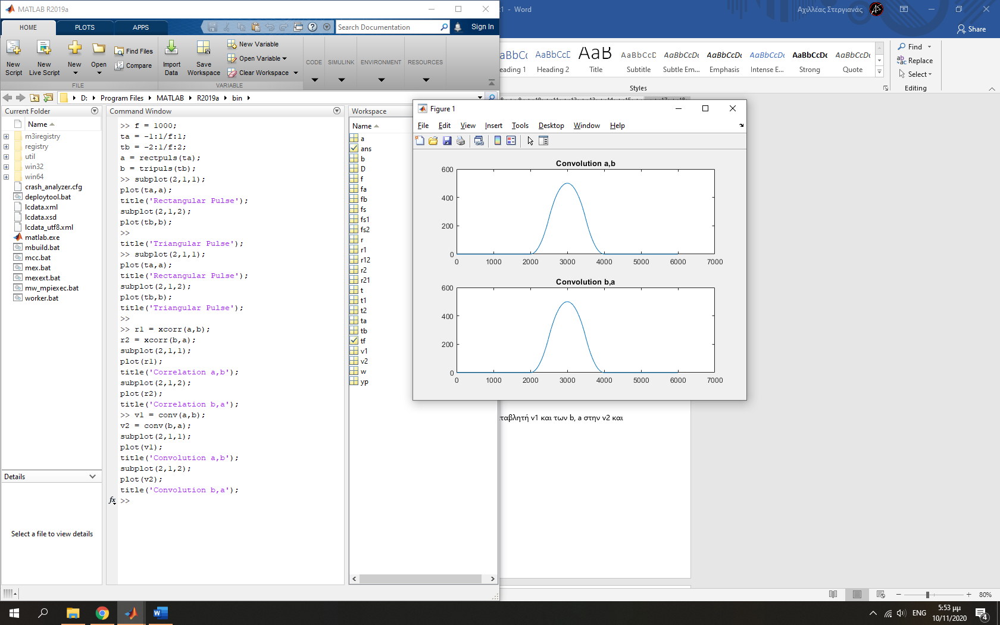 MATLAB R2019a
HOME
PLOTS
APPS
Search Documentation
Sign In
New Script
New Live Script
New
Open
Find Files
Compare
Import Data
Save Workspace
New Variable
Open Variable
Clear Workspace
CODE
SIMULINK
ENVIRONMENT
RESOURCES
FILE
VARIABLE
D:
Program Files
MATLAB
R2019a
bin
Current Folder
Name
m3iregistry
registry
util
win32
win64
crash_analyzer.cfg
deploytool.bat
lcdata.xml
lcdata.xsd
lcdata_utf8.xml
matlab.exe
mbuild.bat
mcc.bat
mex.bat
mexext.bat
mw_mpiexec.bat
worker.bat
Details
Select a file to view details
Command Window
>> f = 1000;
ta = -1:1/f:1;
tb = -2:1/f:2;
a = rectpuls(ta);
b = tripuls(tb);
>> subplot(2,1,1);
plot(ta,a);
title('Rectangular Pulse');
subplot(2,1,2);
plot(tb,b);
>>
title('Triangular Pulse');
>> subplot(2,1,1);
plot(ta,a);
title('Rectangular Pulse');
subplot(2,1,2);
plot(tb,b);
title('Triangular Pulse');
>>
>> r1 = xcorr(a,b);
r2 = xcorr(b,a);
subplot(2,1,1);
plot(r1);
title('Correlation a,b');
subplot(2,1,2);
plot(r2);
title('Correlation b,a');
>> v1 = conv(a,b);
v2 = conv(b,a);
subplot(2,1,1);
plot(v1);
title('Convolution a,b');
subplot(2,1,2);
plot(v2);
title('Convolution b,a');
fx >>
Workspace
Name
a
ans
b
D
f
fa
fb
fs
fs1
fs2
r
r1
r12
r2
r21
t
t1
t2
ta
tb
tf
v1
v2
w
yp
1 - Word
Αχιλλέας Στεργιανάς
Share
aBbCc
eading 1
AaBbCcD
Heading 2
AaB
Title
AaBbCcD
Subtitle
AaBbCcDc
Subtle Em...
AaBbCcDc
Emphasis
AaBbCcDc
Intense E...
AaBbCcDc
Strong
AaBbCcDc
Quote
Styles
Find
Replace
Select
Editing
Figure 1
File Edit View Insert Tools Desktop Window Help
Convolution a,b
600
400
200
0
0 1000 2000 3000 4000 5000 6000 7000
Convolution b,a
600
400
200
0
0 1000 2000 3000 4000 5000 6000 7000
ταβλητή v1 και των b, a στην v2 και
80%
ENG
5:53 μμ
10/11/2020
4